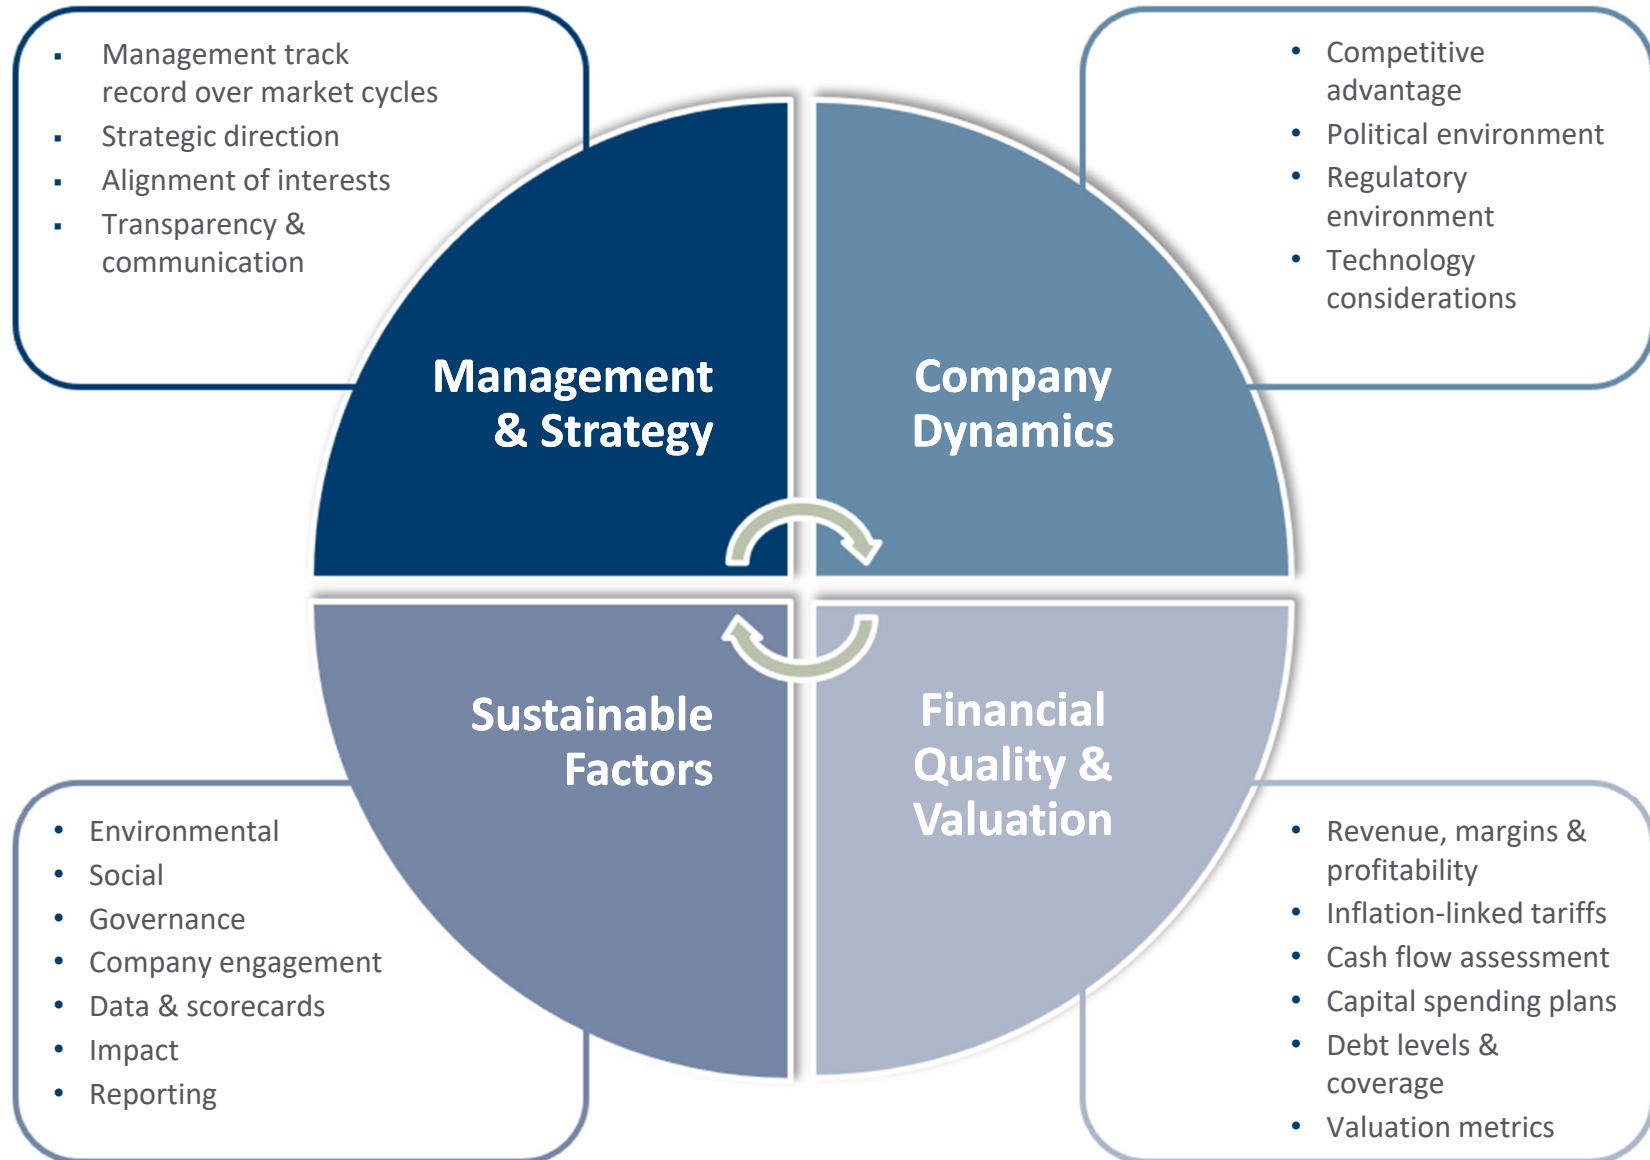 ▪ Management track
record over market cycles
▪ Strategic direction
▪ Alignment of interests
▪ Transparency &
communication
• Competitive
advantage
• Political environment
• Regulatory
environment
• Technology
considerations
Management
& Strategy
Company
Dynamics
Sustainable
Factors
Financial
Quality &
Valuation
• Environmental
• Social
• Governance
• Company engagement
• Data & scorecards
• Impact
• Reporting
• Revenue, margins &
profitability
• Inflation-linked tariffs
• Cash flow assessment
• Capital spending plans
• Debt levels &
coverage
• Valuation metrics